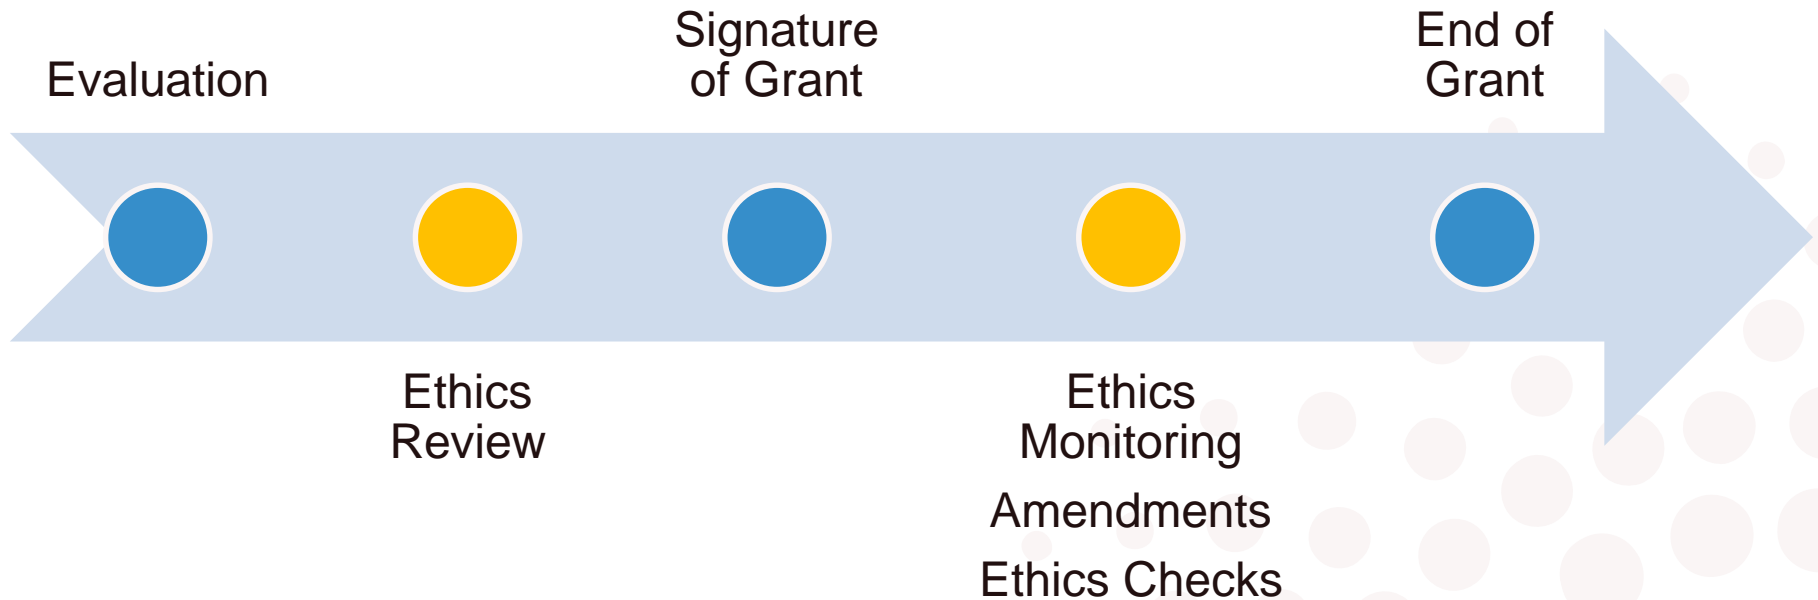 Evaluation
Signature
of Grant
End of
Grant
Ethics
Review
Ethics
Monitoring
Amendments
Ethics Checks